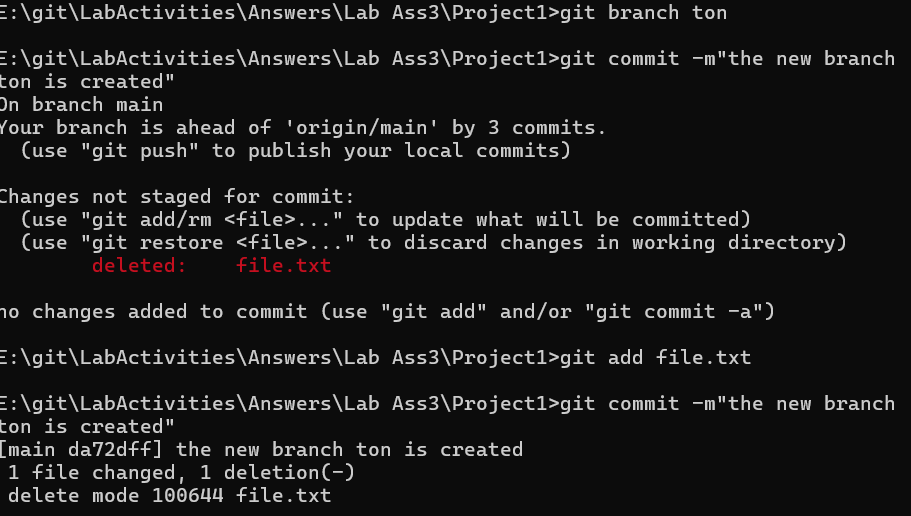 E:\git\LabActivities\Answers\Lab Ass3\Project1>git branch ton
E:\git\LabActivities\Answers\Lab Ass3\Project1>git commit -m"the new branch
ton is created"
On branch main
Your branch is ahead of 'origin/main' by 3 commits.
  (use "git push" to publish your local commits)
Changes not staged for commit:
  (use "git add/rm <file>..." to update what will be committed)
  (use "git restore <file>..." to discard changes in working directory)
        deleted:    file.txt
no changes added to commit (use "git add" and/or "git commit -a")
E:\git\LabActivities\Answers\Lab Ass3\Project1>git add file.txt
E:\git\LabActivities\Answers\Lab Ass3\Project1>git commit -m"the new branch
ton is created"
[main da72dff] the new branch ton is created
 1 file changed, 1 deletion(-)
 delete mode 100644 file.txt